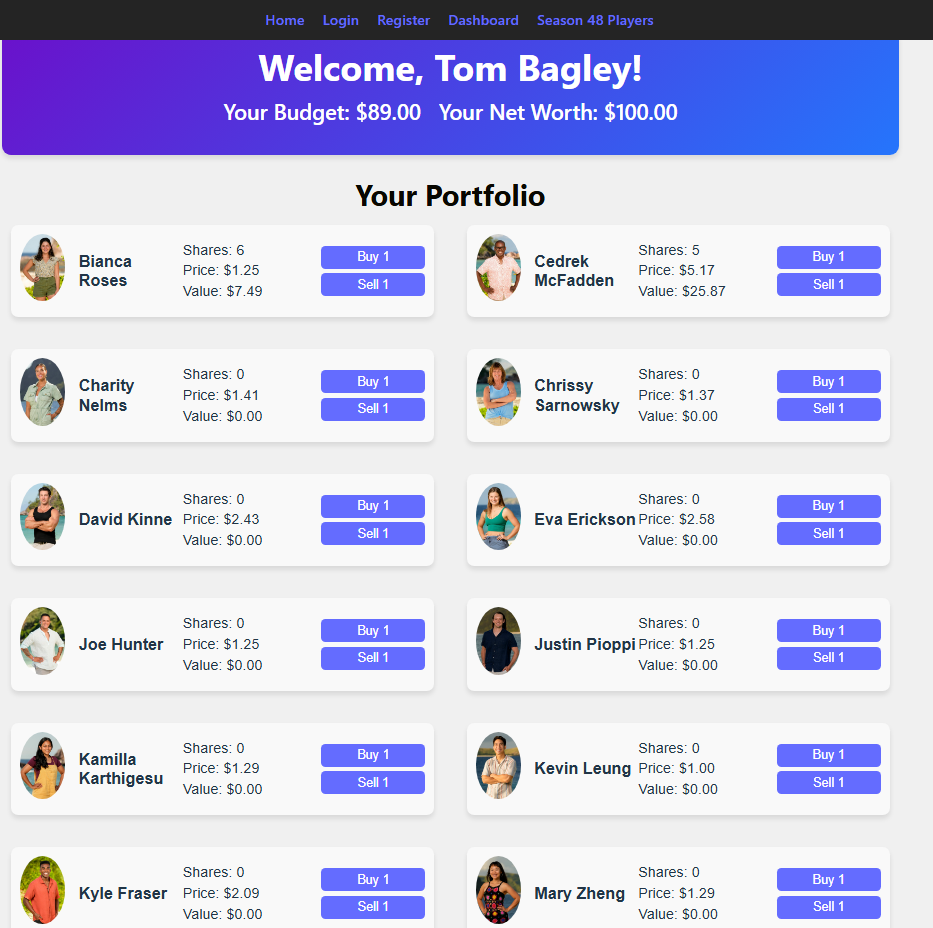 Home Login Register Dashboard Season 48 Players
Welcome, Tom Bagley!
Your Budget: $89.00 Your Net Worth: $100.00
Your Portfolio
Bianca
Roses
Shares: 6
Price: $1.25
Value: $7.49
Buy 1
Sell 1
Cedrek
McFadden
Shares: 5
Price: $5.17
Value: $25.87
Buy 1
Sell 1
Charity
Nelms
Shares: 0
Price: $1.41
Value: $0.00
Buy 1
Sell 1
Chrissy
Sarnowsky
Shares: 0
Price: $1.37
Value: $0.00
Buy 1
Sell 1
David Kinne
Shares: 0
Price: $2.43
Value: $0.00
Buy 1
Sell 1
Eva Erickson
Shares: 0
Price: $2.58
Value: $0.00
Buy 1
Sell 1
Joe Hunter
Shares: 0
Price: $1.25
Value: $0.00
Buy 1
Sell 1
Justin Pioppi
Shares: 0
Price: $1.25
Value: $0.00
Buy 1
Sell 1
Kamilla
Karthigesu
Shares: 0
Price: $1.29
Value: $0.00
Buy 1
Sell 1
Kevin Leung
Shares: 0
Price: $1.00
Value: $0.00
Buy 1
Sell 1
Kyle Fraser
Shares: 0
Price: $2.09
Value: $0.00
Buy 1
Sell 1
Mary Zheng
Shares: 0
Price: $1.29
Value: $0.00
Buy 1
Sell 1